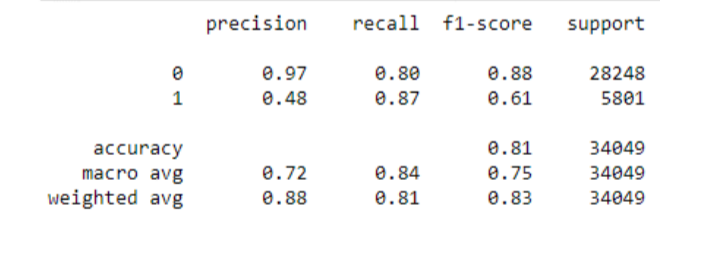 precision recall f1-score support
0 0.97 0.80 0.88 28248
1 0.48 0.87 0.61 5801
accuracy 0.81 34049
macro avg 0.72 0.84 0.75 34049
weighted avg 0.88 0.81 0.83 34049